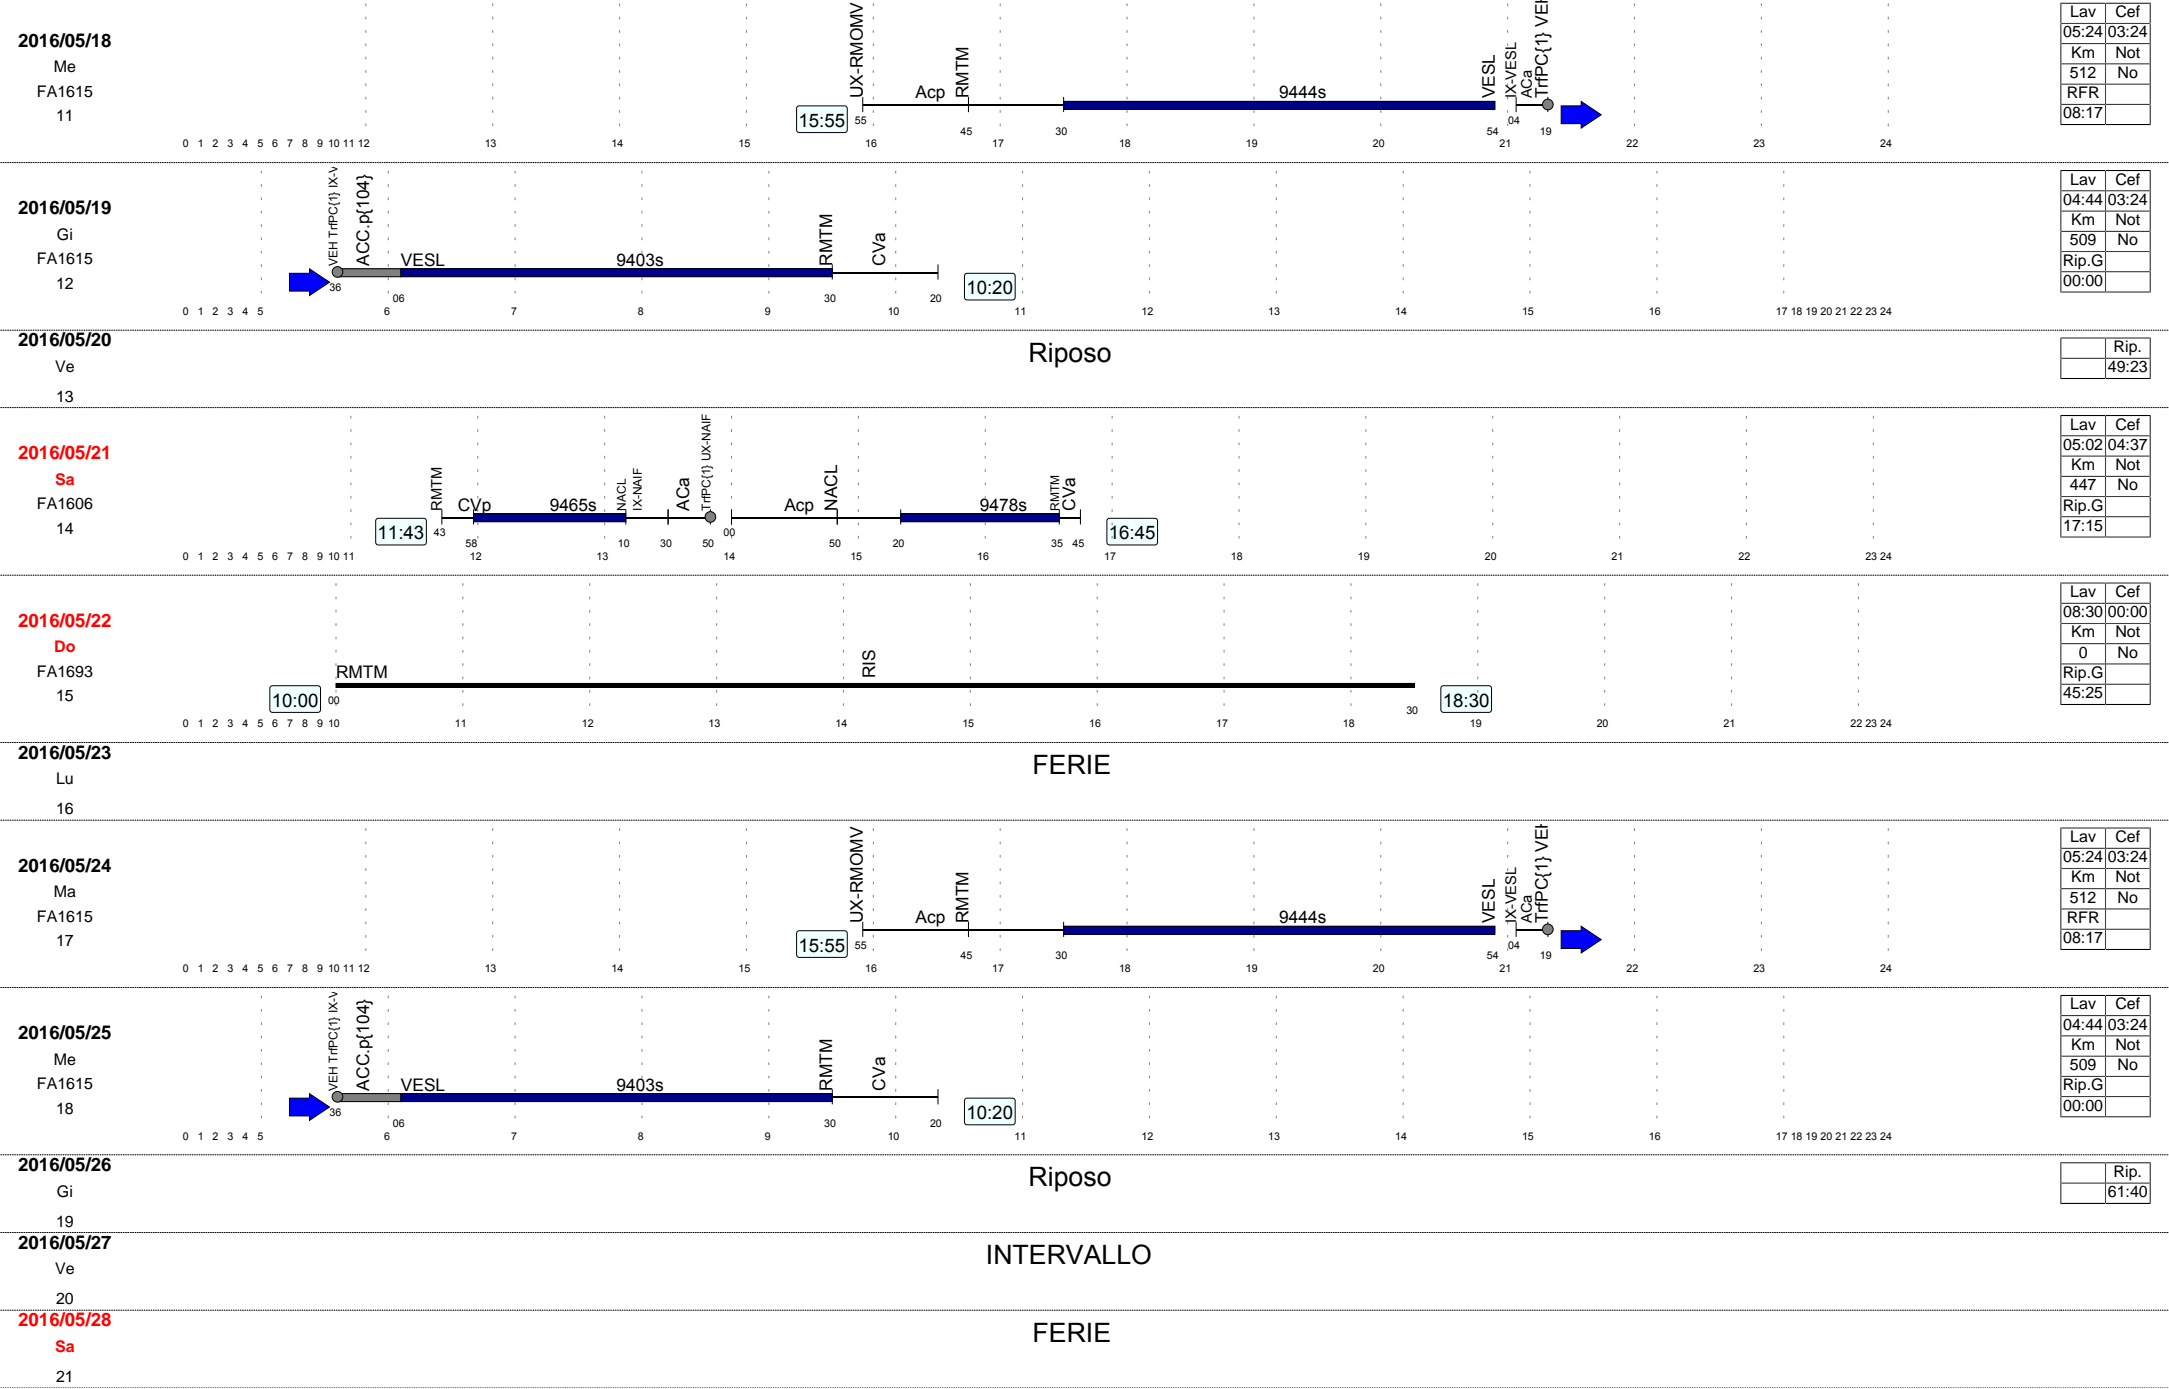 2016/05/18
Me
FA1615
11
15:55
UX-RMOMV
Acp
RMTM
9444s
VESL
IX-VESL
ACa
TrfPC{1}
55 45 30 54 04 19
0 1 2 3 4 5 6 7 8 9 10 11 12 13 14 15 16 17 18 19 20 21 22 23 24
Lav Cef
05:24 03:24
Km Not
512 No
RFR
08:17
2016/05/19
Gi
FA1615
12
VEH TrfPC{1}
ACC.p{104}
VESL
9403s
RMTM
CVa
10:20
36 06 30 20
0 1 2 3 4 5 6 7 8 9 10 11 12 13 14 15 16 17 18 19 20 21 22 23 24
Lav Cef
04:44 03:24
Km Not
509 No
Rip.G
00:00
2016/05/20
Ve
13
Riposo
Rip.
49:23
2016/05/21
Sa
FA1606
14
11:43
RMTM
CVp
9465s
NACL
IX-NAIF
ACa
TrfPC{1} UX-NAIF
Acp
NACL
9478s
RMTM
CVa
16:45
43 58 10 30 50 00 50 20 35 45
0 1 2 3 4 5 6 7 8 9 10 11 12 13 14 15 16 17 18 19 20 21 22 23 24
Lav Cef
05:02 04:37
Km Not
447 No
Rip.G
17:15
2016/05/22
Do
FA1693
15
10:00
RMTM
RIS
18:30
00 30
0 1 2 3 4 5 6 7 8 9 10 11 12 13 14 15 16 17 18 19 20 21 22 23 24
Lav Cef
08:30 00:00
Km Not
0 No
Rip.G
45:25
2016/05/23
Lu
16
FERIE
2016/05/24
Ma
FA1615
17
15:55
UX-RMOMV
Acp
RMTM
9444s
VESL
IX-VESL
ACa
TrfPC{1}
55 45 30 54 04 19
0 1 2 3 4 5 6 7 8 9 10 11 12 13 14 15 16 17 18 19 20 21 22 23 24
Lav Cef
05:24 03:24
Km Not
512 No
RFR
08:17
2016/05/25
Me
FA1615
18
VEH TrfPC{1}
ACC.p{104}
VESL
9403s
RMTM
CVa
10:20
36 06 30 20
0 1 2 3 4 5 6 7 8 9 10 11 12 13 14 15 16 17 18 19 20 21 22 23 24
Lav Cef
04:44 03:24
Km Not
509 No
Rip.G
00:00
2016/05/26
Gi
19
Riposo
Rip.
61:40
2016/05/27
Ve
20
INTERVALLO
2016/05/28
Sa
21
FERIE